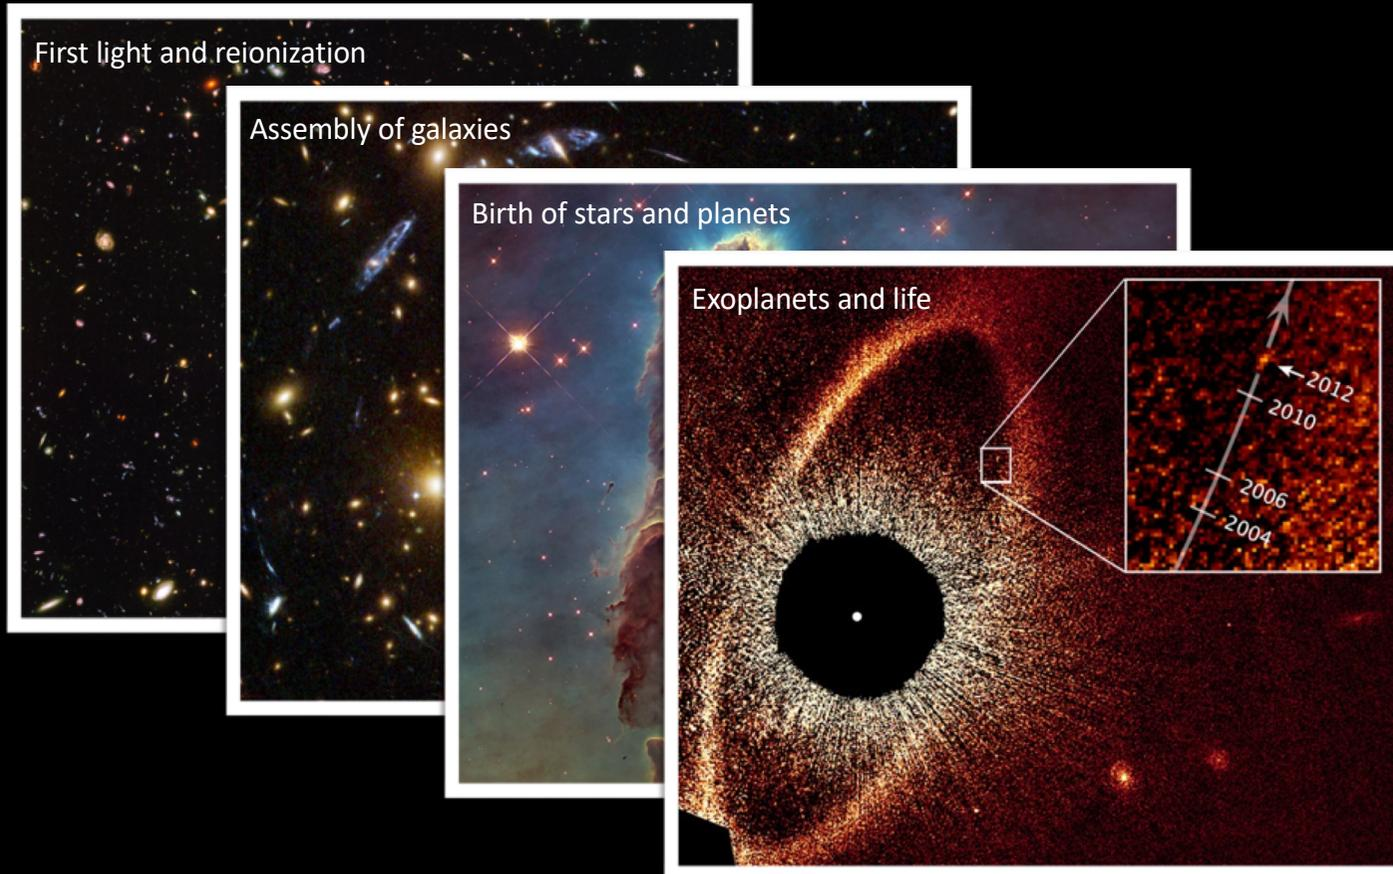 First light and reionization
Assembly of galaxies
Birth of stars and planets
Exoplanets and life
2012
2010
2006
2004